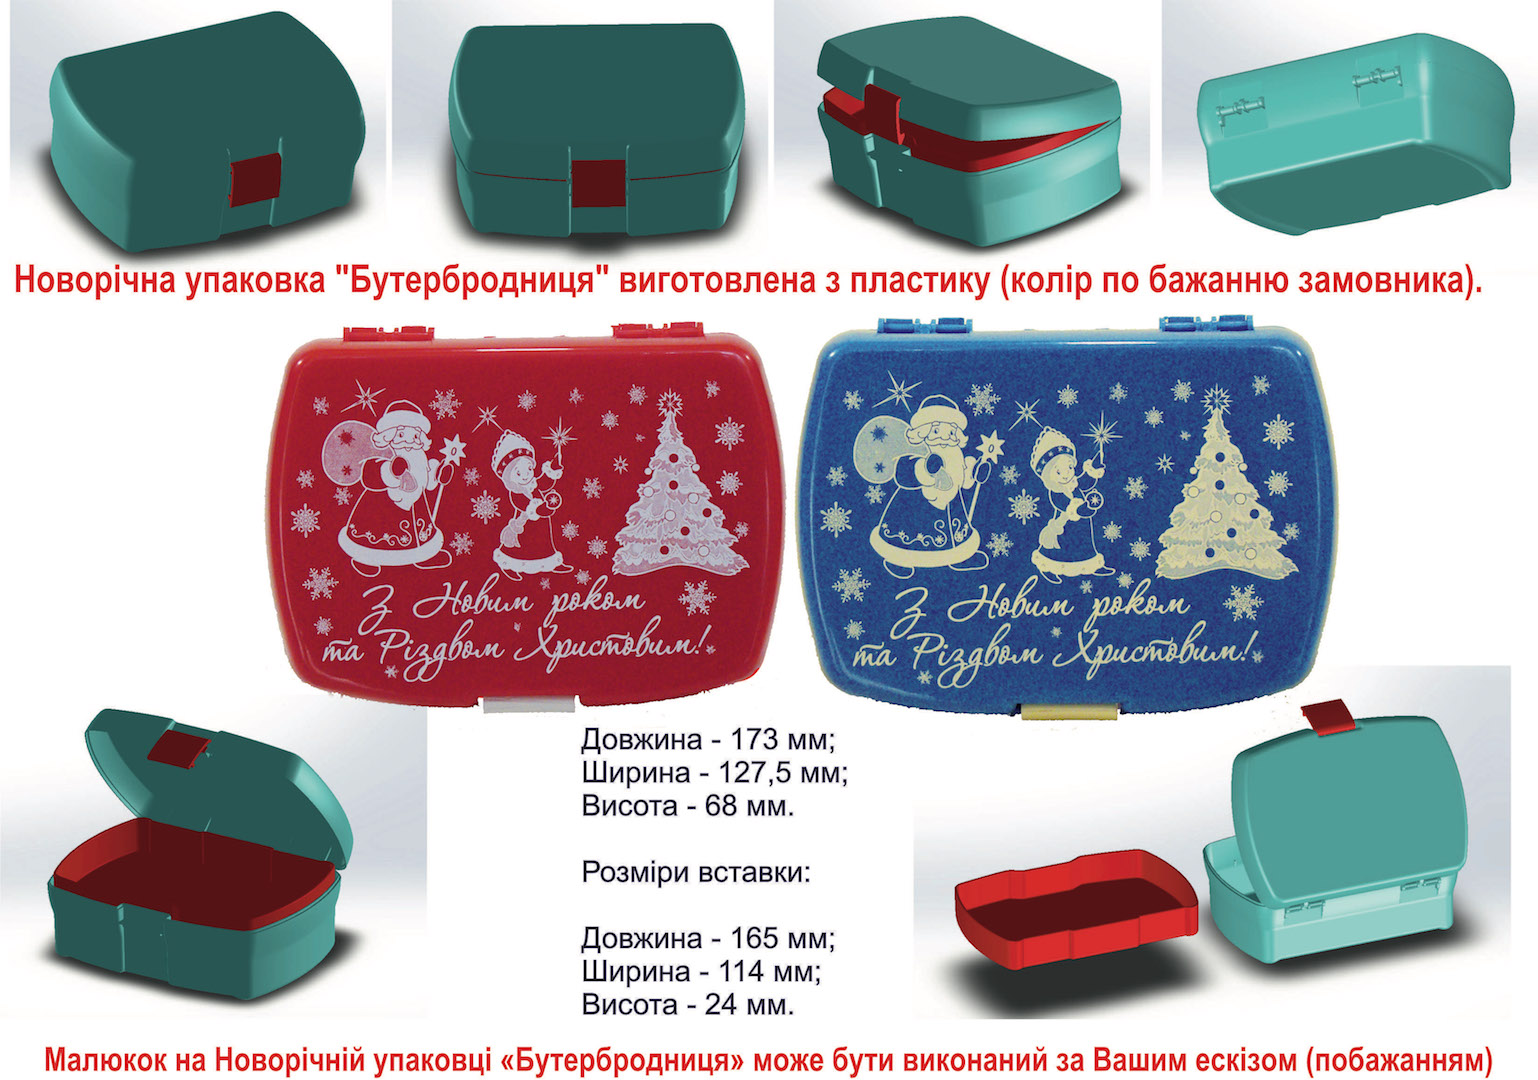 Новорічна упаковка "Бутербродниця" виготовлена з пластику (колір по бажанню замовника).
З Новим роком
та Різдвом Христовим!
З Новим роком
та Різдвом Христовим!
Довжина - 173 мм;
Ширина - 127,5 мм;
Висота - 68 мм.
Розміри вставки:
Довжина - 165 мм;
Ширина - 114 мм;
Висота - 24 мм.
Малюкок на Новорічній упаковці «Бутербродниця» може бути виконаний за Вашим ескізом (побажанням)